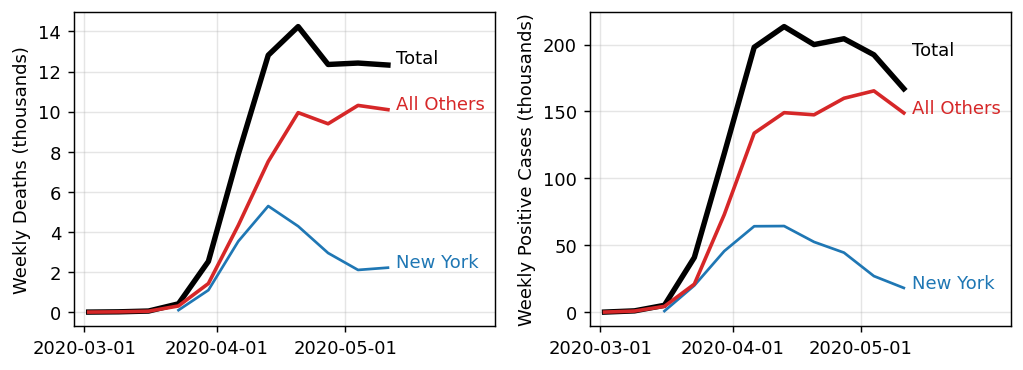 Weekly Deaths (thousands)
14
12
10
8
6
4
2
0
2020-03-01
2020-04-01
2020-05-01
Total
All Others
New York
Weekly Positive Cases (thousands)
200
150
100
50
0
2020-03-01
2020-04-01
2020-05-01
Total
All Others
New York